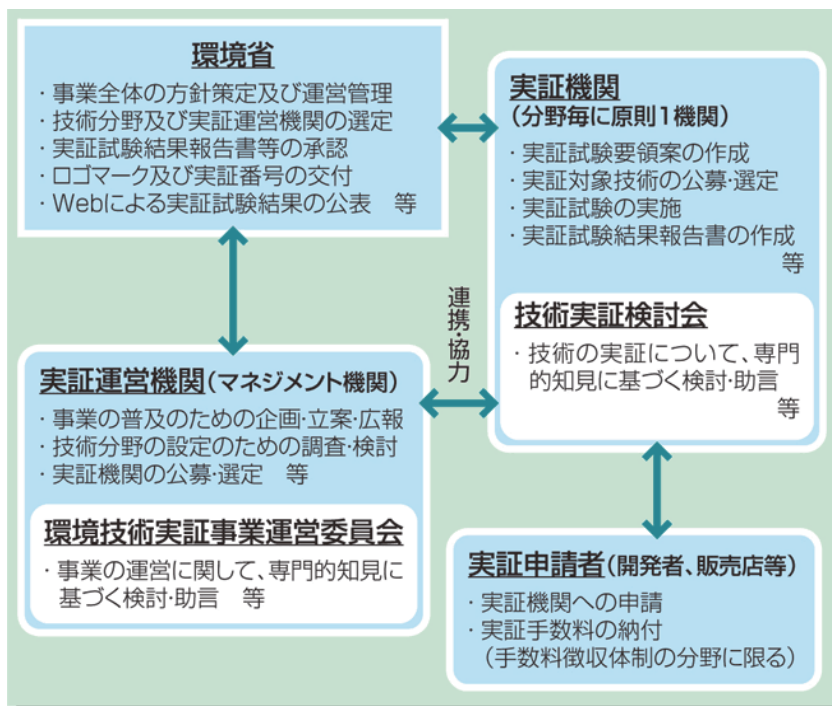 環境省
・事業全体の方針策定及び運営管理
・技術分野及び実証運営機関の選定
・実証試験結果報告書等の承認
・ロゴマーク及び実証番号の交付
・Webによる実証試験結果の公表　等
実証機関
(分野毎に原則1機関)
・実証試験要領案の作成
・実証対象技術の公募・選定
・実証試験の実施
・実証試験結果報告書の作成
等
技術実証検討会
・技術の実証について、専門
的知見に基づく検討・助言
等
連携・協力
実証運営機関(マネジメント機関)
・事業の普及のための企画・立案・広報
・技術分野の設定のための調査・検討
・実証機関の公募・選定　等
環境技術実証事業運営委員会
・事業の運営に関して、専門的知見に
基づく検討・助言　等
実証申請者(開発者、販売店等)
・実証機関への申請
・実証手数料の納付
(手数料徴収体制の分野に限る)